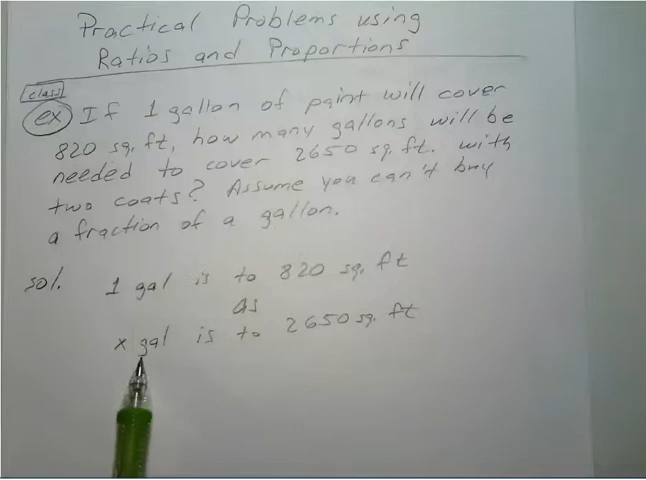 Practical Problems using
Ratios and Proportions
class
ex If 1 gallon of paint will cover
820 sq. ft, how many gallons will be
needed to cover 2650 sq. ft. with
two coats? Assume you can't buy
a fraction of a gallon.
sol. 1 gal is to 820 sq. ft
as
x gal is to 2650 sq. ft